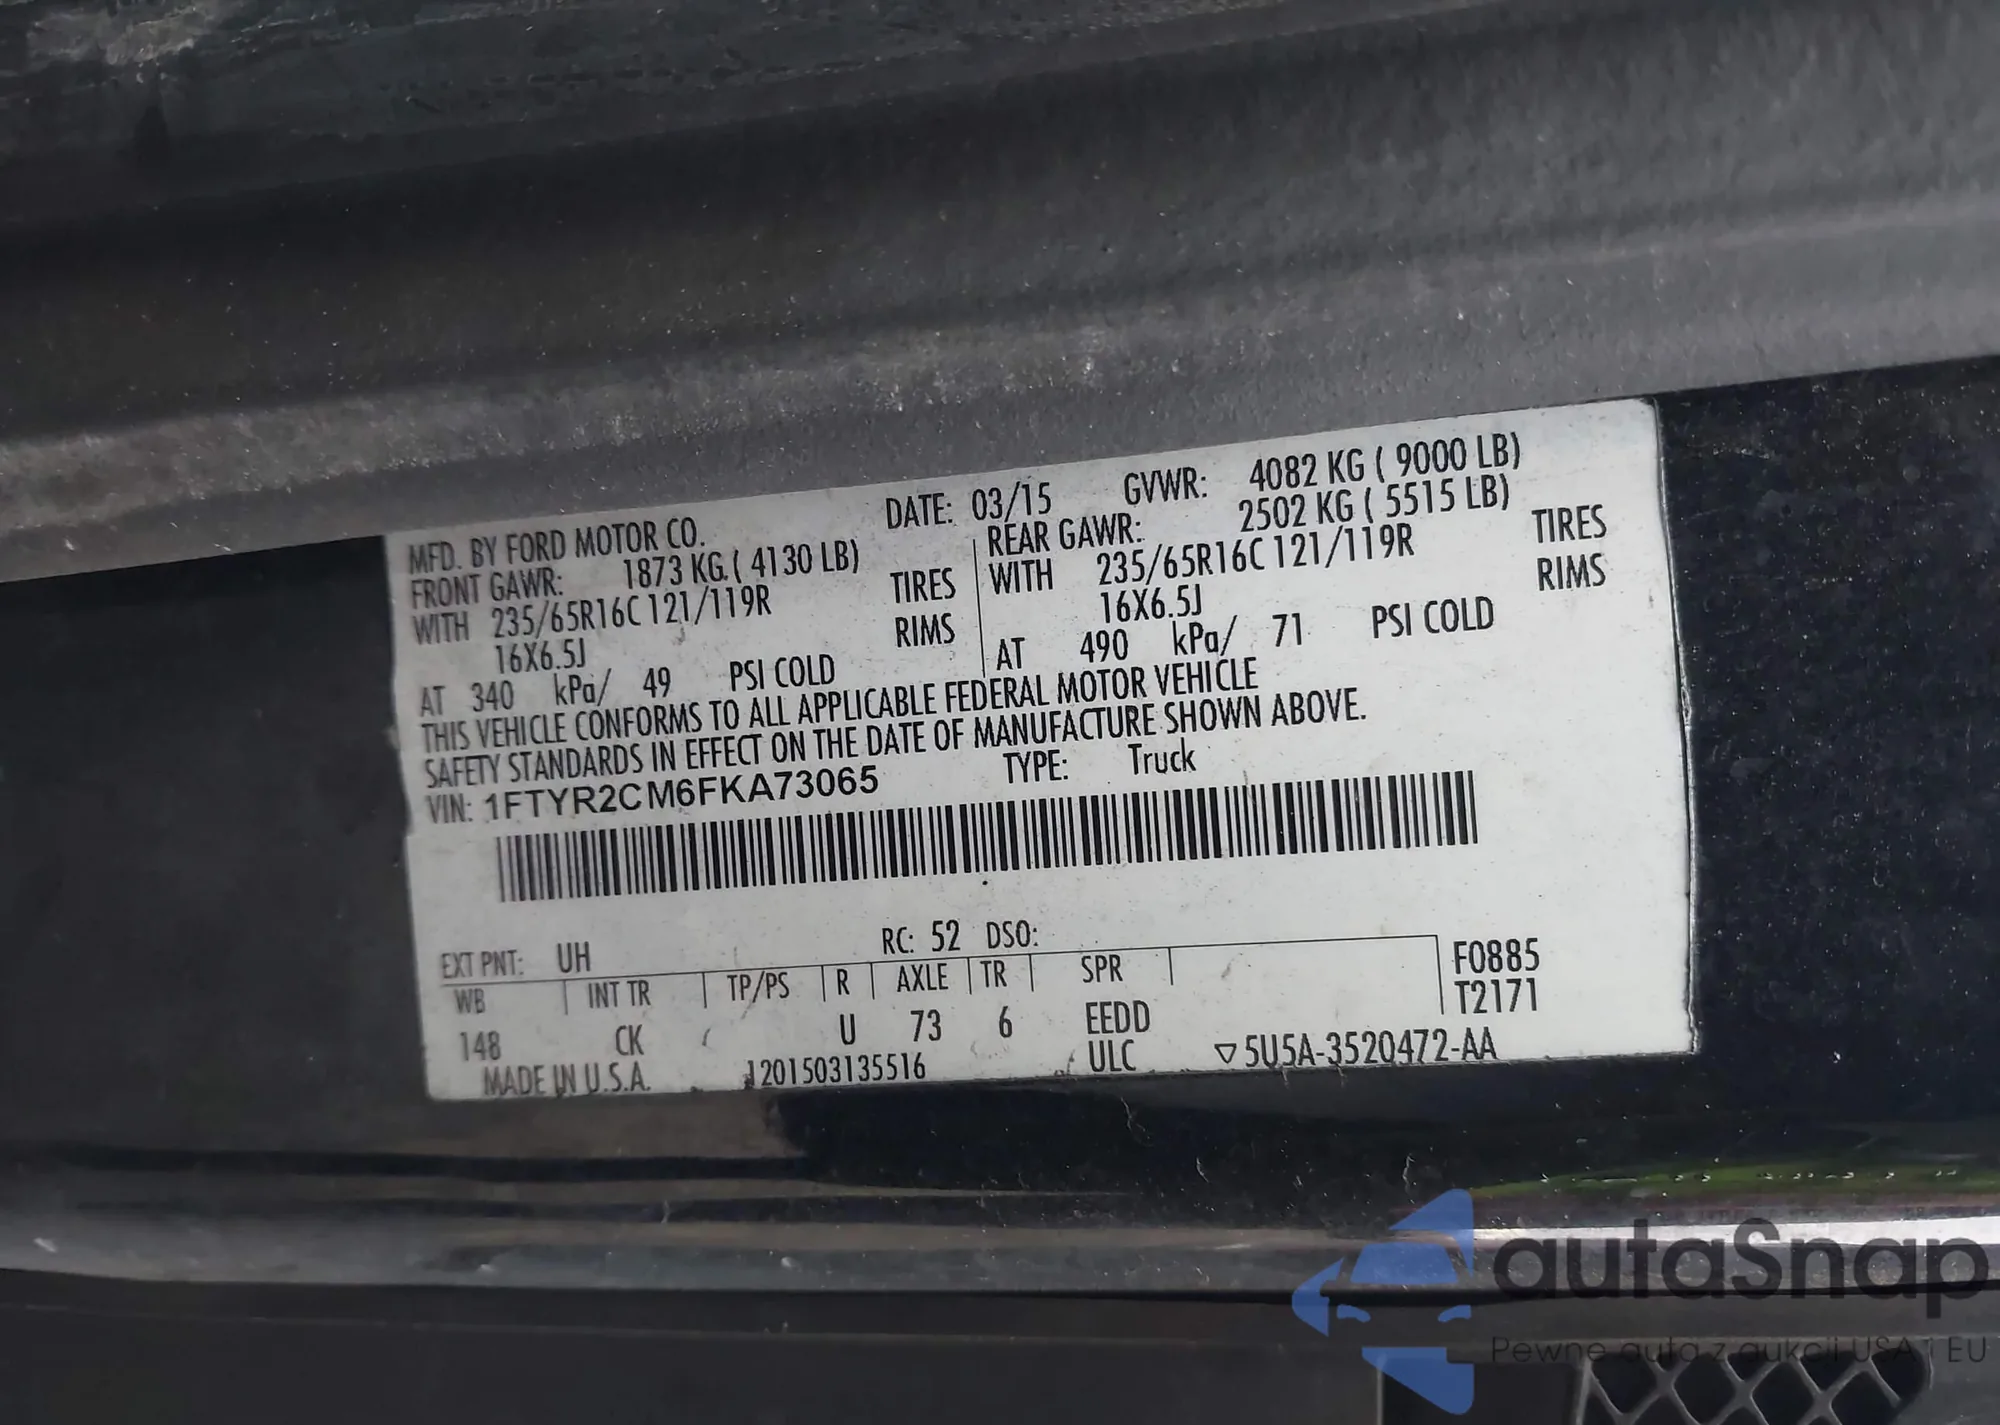 MFD. BY FORD MOTOR CO. DATE: 03/15 GVWR: 4082 KG ( 9000 LB)
FRONT GAWR: 1873 KG. ( 4130 LB) REAR GAWR: 2502 KG ( 5515 LB)
WITH 235/65R16C 121/119R TIRES WITH 235/65R16C 121/119R TIRES
16X6.5J RIMS 16X6.5J RIMS
AT 340 kPa/ 49 PSI COLD AT 490 kPa/ 71 PSI COLD
THIS VEHICLE CONFORMS TO ALL APPLICABLE FEDERAL MOTOR VEHICLE
SAFETY STANDARDS IN EFFECT ON THE DATE OF MANUFACTURE SHOWN ABOVE.
VIN: 1FTYR2CM6FKA73065 TYPE: Truck
EXT PNT: UH RC: 52 DSO:
WB INT TR TP/PS R AXLE TR SPR F0885
T2171
148 CK U 73 6 EEDD
MADE IN U.S.A. 1201503135516 ULC ▽5U5A-3520472-AA
autaSnap
Pewne auta z aukcji USA i EU